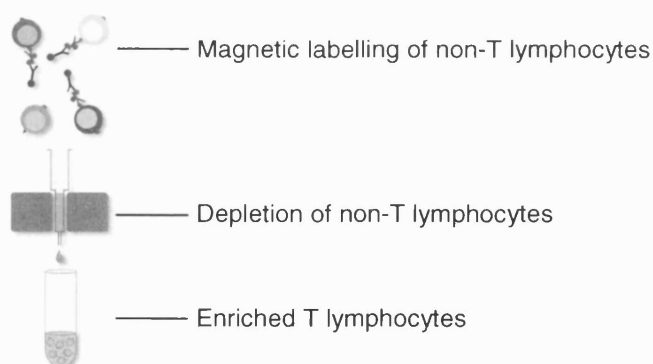 Magnetic labelling of non-T lymphocytes
Depletion of non-T lymphocytes
Enriched T lymphocytes